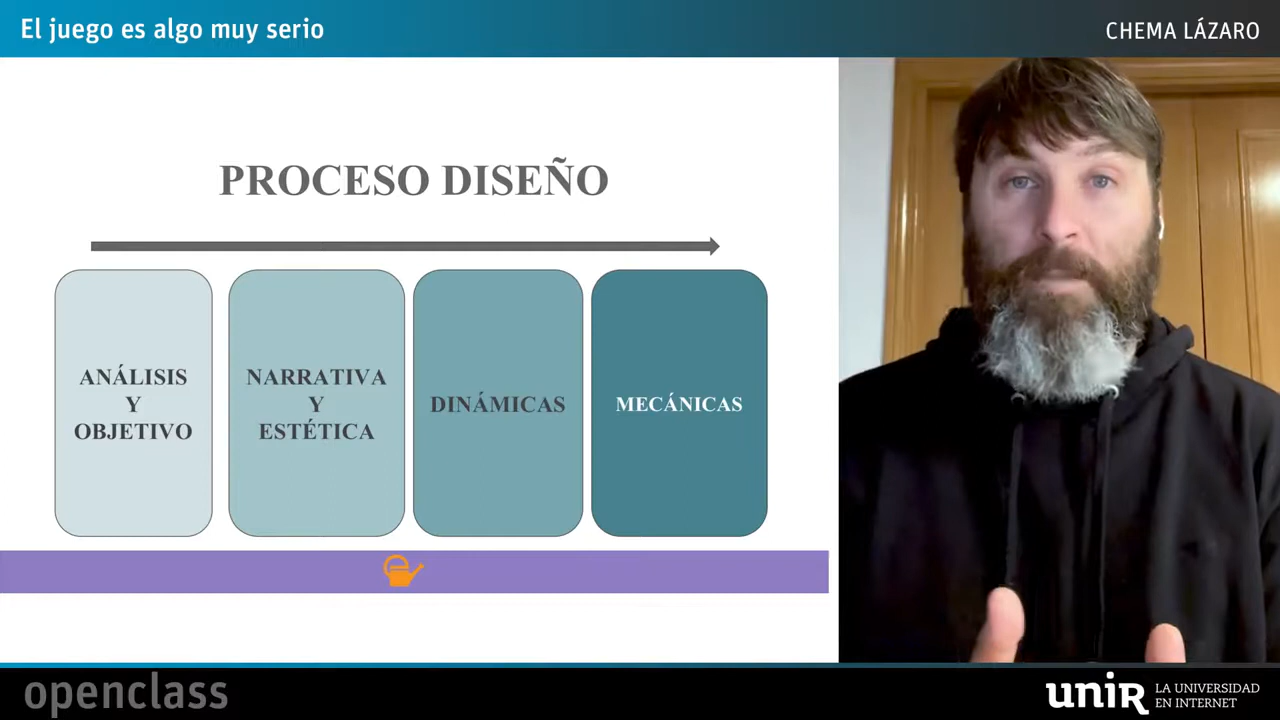 El juego es algo muy serio
CHEMA LÁZARO
PROCESO DISEÑO
ANÁLISIS
Y
OBJETIVO
NARRATIVA
Y
ESTÉTICA
DINÁMICAS
MECÁNICAS
openclass
unir
LA UNIVERSIDAD
EN INTERNET